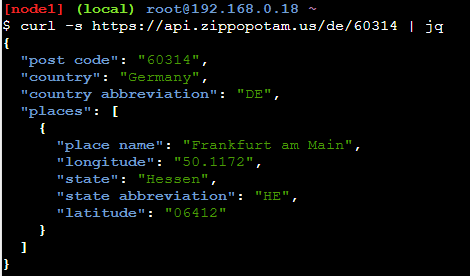 [node1] (local) root@192.168.0.18 ~
$ curl -s https://api.zippopotam.us/de/60314 | jq
{
  "post code": "60314",
  "country": "Germany",
  "country abbreviation": "DE",
  "places": [
    {
      "place name": "Frankfurt am Main",
      "longitude": "50.1172",
      "state": "Hessen",
      "state abbreviation": "HE",
      "latitude": "06412"
    }
  ]
}